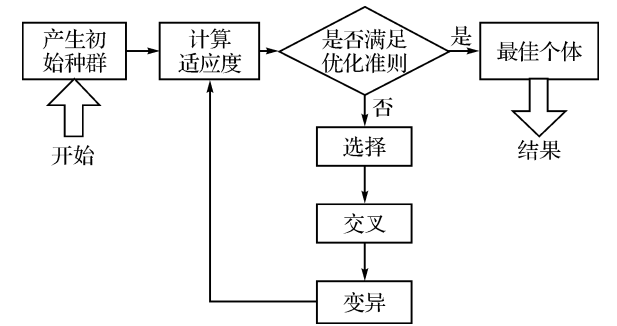 产生初
始种群
计算
适应度
是否满足
优化准则
是
最佳个体
否
开始
结果
选择
交叉
变异